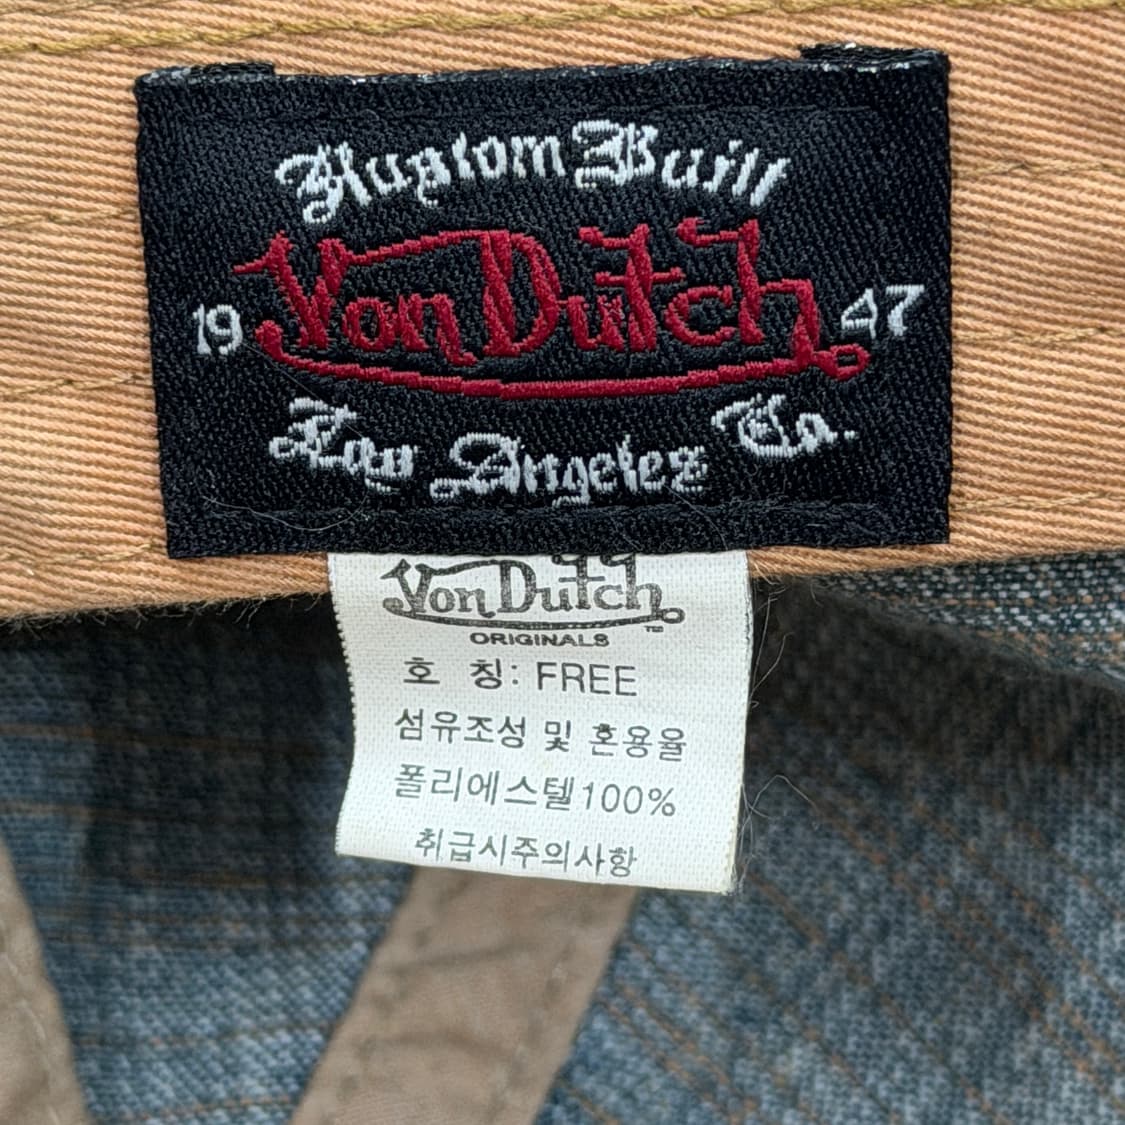 Kustom Built
19 Von Dutch 47
Los Angeles Ca.
Von Dutch
TM
ORIGINALS
호 칭: FREE
섬유조성 및 혼용율
폴리에스텔100%
취급시주의사항